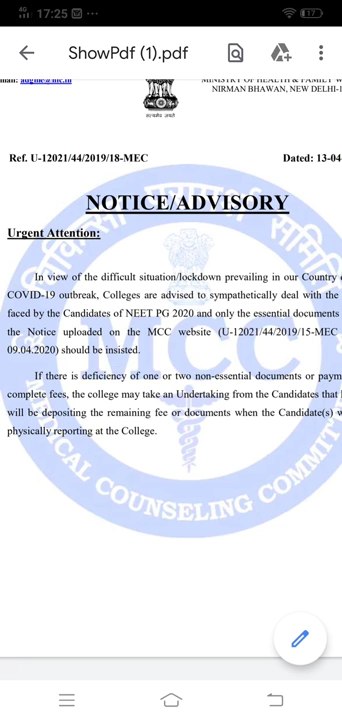 4G 17:25 ... 17
ShowPdf (1).pdf
MINISTRY OF HEALTH & FAMILY W
NIRMAN BHAWAN, NEW DELHI-1
सत्यमेव जयते
Ref. U-12021/44/2019/18-MEC Dated: 13-04
NOTICE/ADVISORY
Urgent Attention:
In view of the difficult situation/lockdown prevailing in our Country
COVID-19 outbreak, Colleges are advised to sympathetically deal with the
faced by the Candidates of NEET PG 2020 and only the essential documents
the Notice uploaded on the MCC website (U-12021/44/2019/15-MEC
09.04.2020) should be insisted.
If there is deficiency of one or two non-essential documents or paym
complete fees, the college may take an Undertaking from the Candidates that
will be depositing the remaining fee or documents when the Candidate(s) w
physically reporting at the College.
MCC
MEDICAL COUNSELING COMMIT